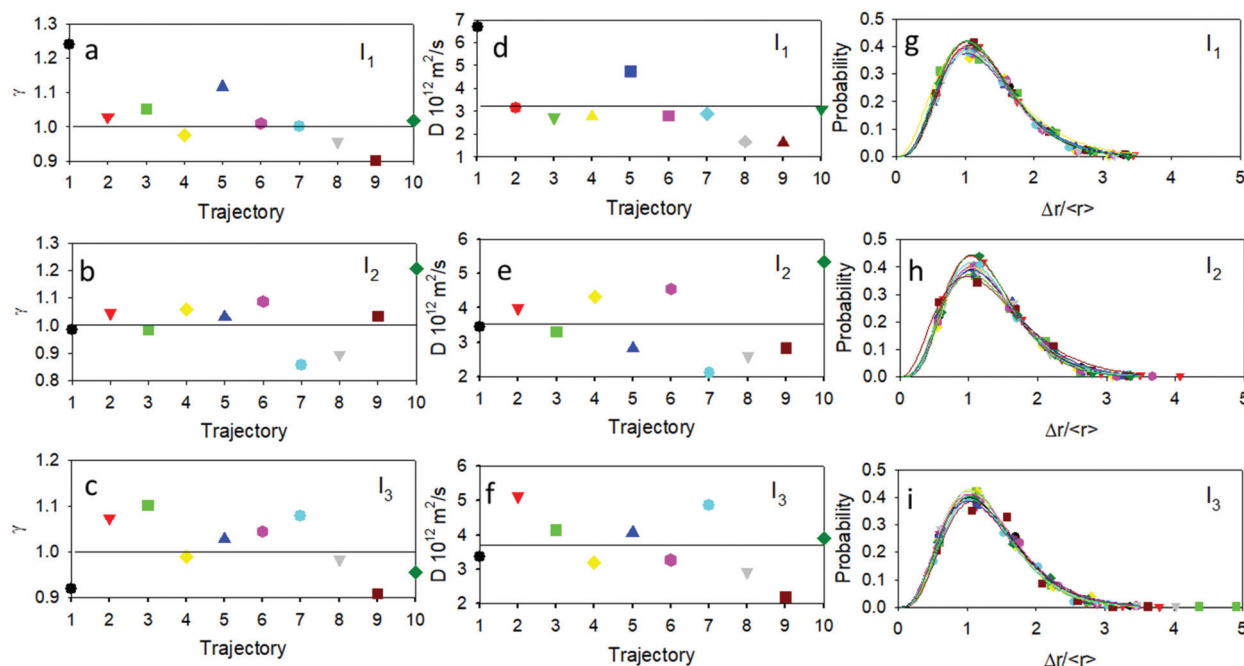 a
I1
γ
1.3
1.2
1.1
1.0
0.9
1 2 3 4 5 6 7 8 9 10
Trajectory
d
I1
D 10¹² m²/s
7
6
5
4
3
2
1
1 2 3 4 5 6 7 8 9 10
Trajectory
g
I1
Probability
0.5
0.4
0.3
0.2
0.1
0.0
0 1 2 3 4 5
Δr/<r>
b
I2
γ
1.3
1.2
1.1
1.0
0.9
0.8
1 2 3 4 5 6 7 8 9 10
Trajectory
e
I2
D 10¹² m²/s
6
5
4
3
2
1 2 3 4 5 6 7 8 9 10
Trajectory
h
I2
Probability
0.5
0.4
0.3
0.2
0.1
0.0
0 1 2 3 4 5
Δr/<r>
c
I3
γ
1.2
1.1
1.0
0.9
1 2 3 4 5 6 7 8 9 10
Trajectory
f
I3
D 10¹² m²/s
6
5
4
3
2
1 2 3 4 5 6 7 8 9 10
Trajectory
i
I3
Probability
0.5
0.4
0.3
0.2
0.1
0.0
0 1 2 3 4 5
Δr/<r>